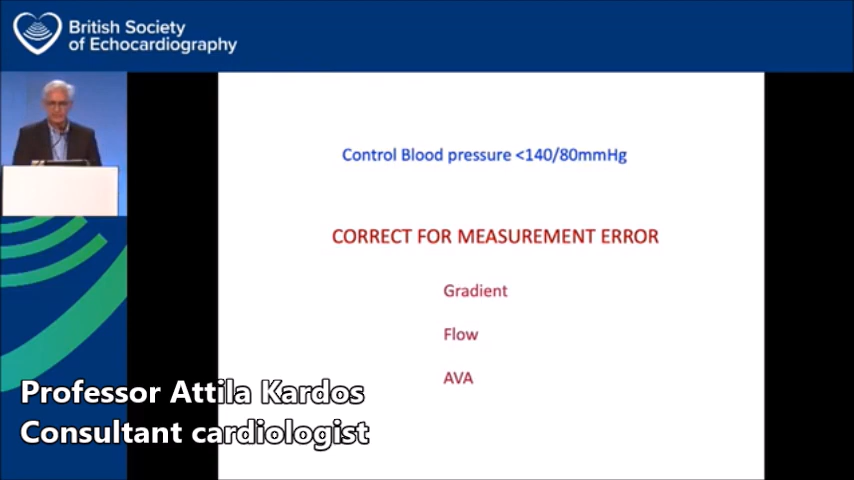 British Society
of Echocardiography
Control Blood pressure <140/80mmHg
CORRECT FOR MEASUREMENT ERROR
Gradient
Flow
AVA
Professor Attila Kardos
Consultant cardiologist